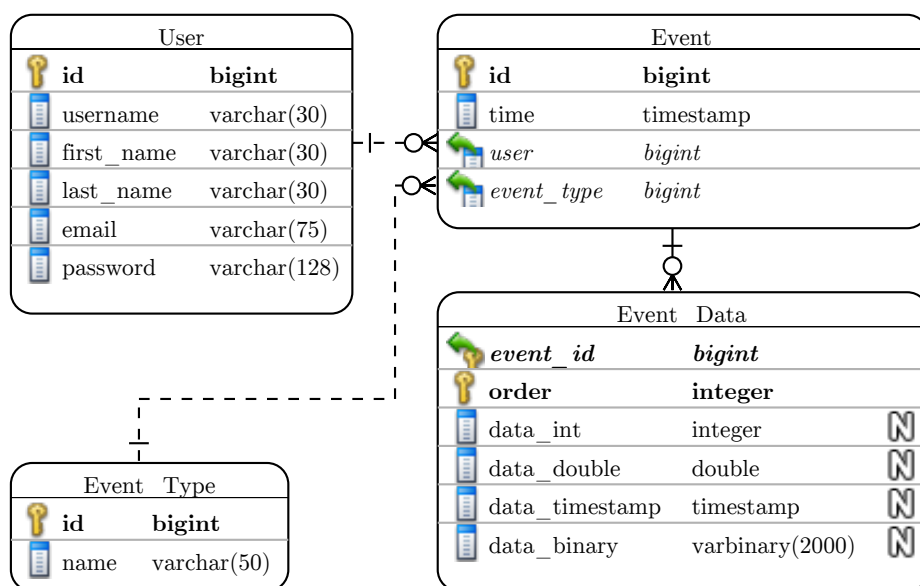 User
id bigint
username varchar(30)
first_name varchar(30)
last_name varchar(30)
email varchar(75)
password varchar(128)
Event
id bigint
time timestamp
user bigint
event_type bigint
Event Data
event_id bigint
order integer
data_int integer N
data_double double N
data_timestamp timestamp N
data_binary varbinary(2000) N
Event Type
id bigint
name varchar(50)